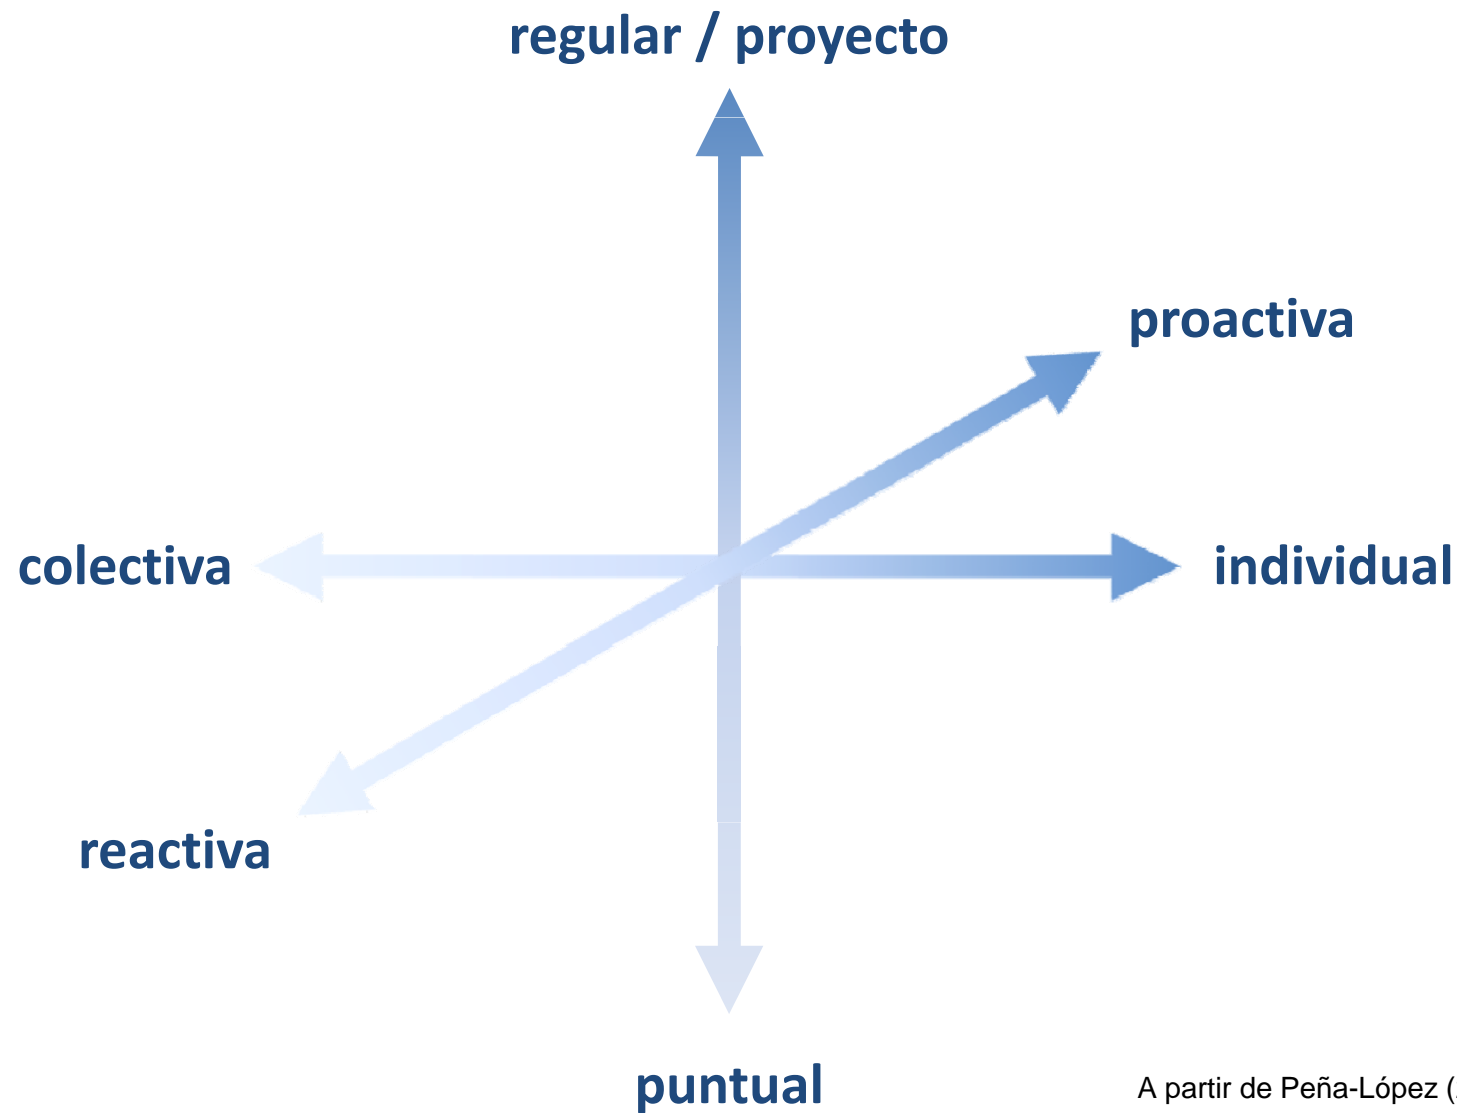 regular / proyecto
proactiva
colectiva
individual
reactiva
puntual
A partir de Peña-López (